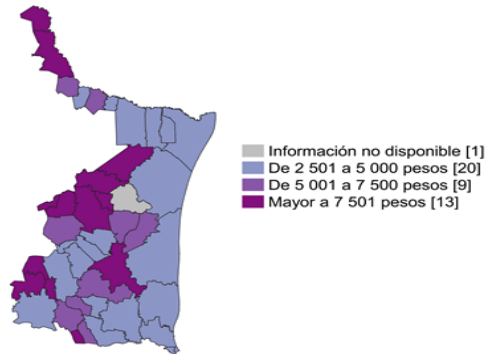 Información no disponible [1]
De 2 501 a 5 000 pesos [20]
De 5 001 a 7 500 pesos [9]
Mayor a 7 501 pesos [13]